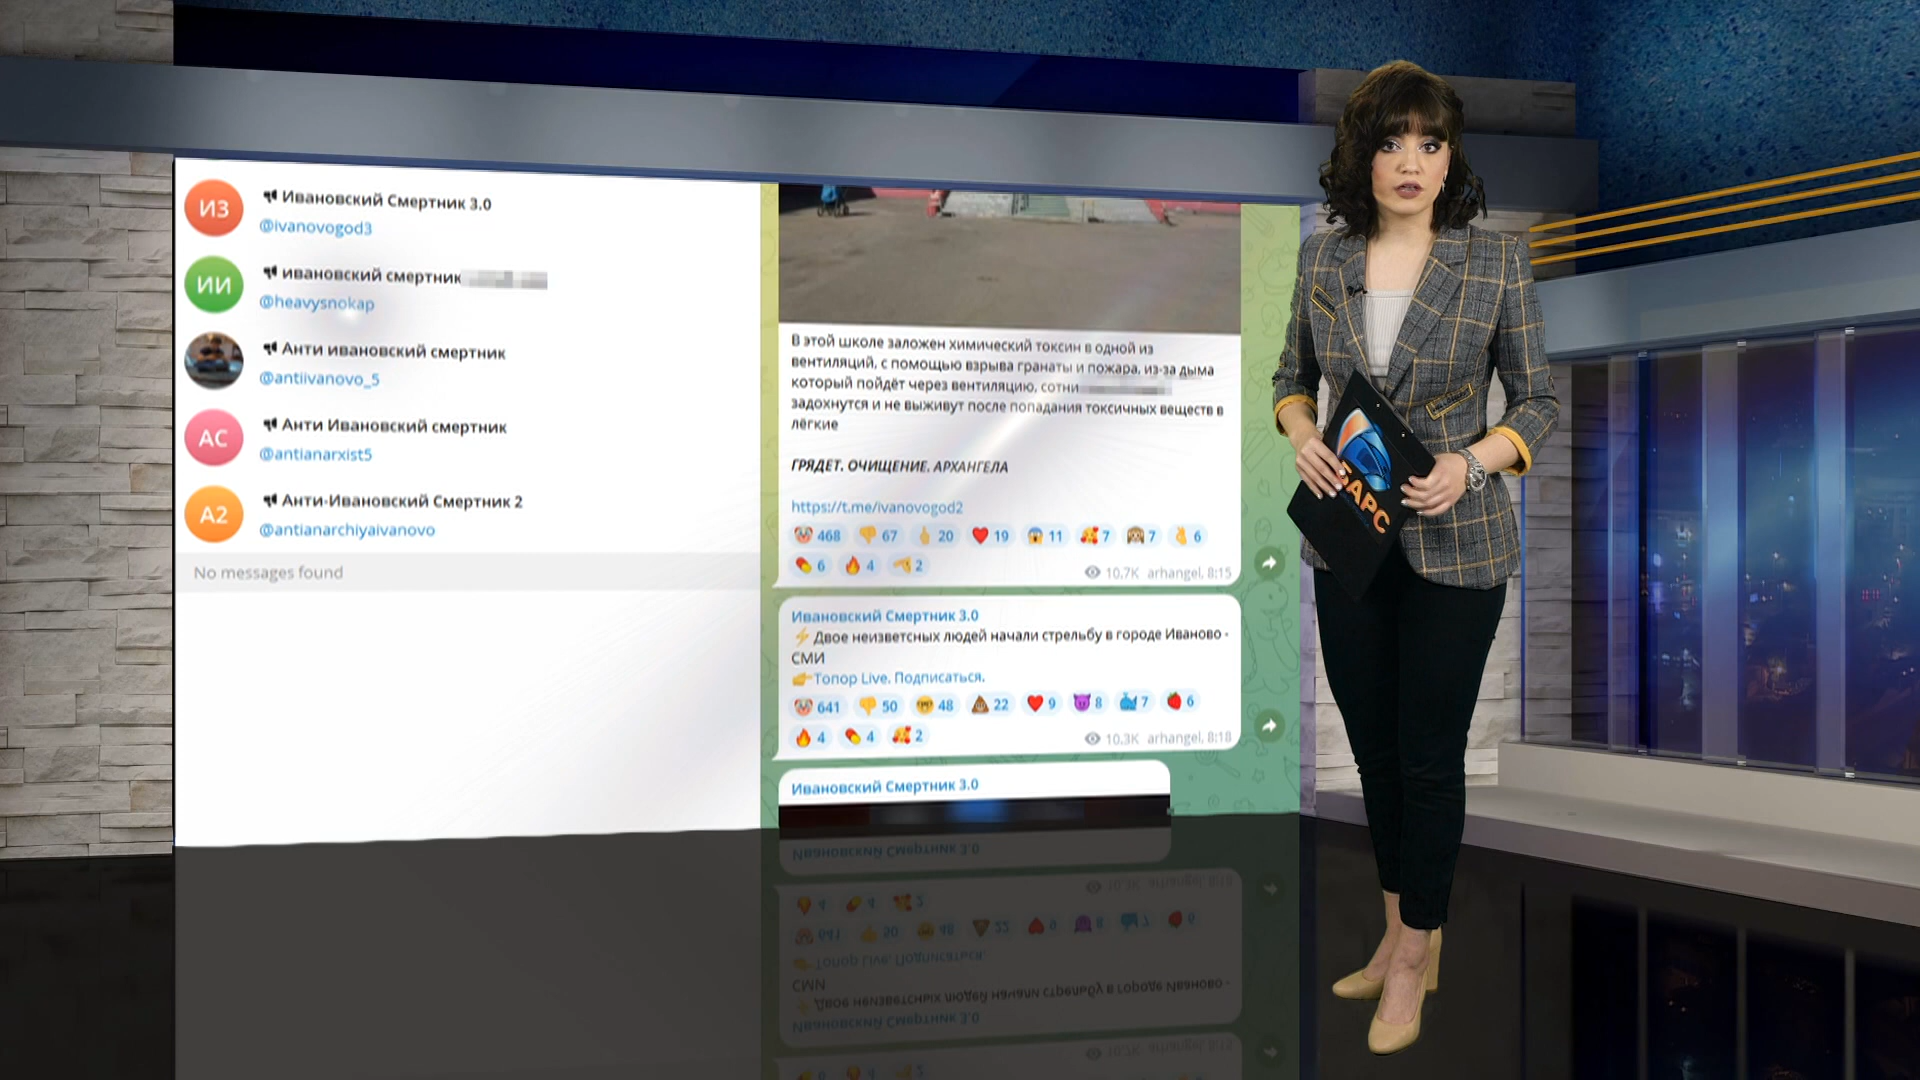 ИЗ
Ивановский Смертник 3.0
@ivanovogod3
ИИ
ивановский смертник
@heavysnokap
Анти ивановский смертник
@antiivanovo_5
АС
Анти Ивановский смертник
@antianarxist5
А2
Анти-Ивановский Смертник 2
@antianarchiyaivanovo
No messages found
В этой школе заложен химический токсин в одной из
вентиляций, с помощью взрыва гранаты и пожара, из-за дыма
который пойдёт через вентиляцию, сотни
задохнутся и не выживут после попадания токсичных веществ в
лёгкие
ГРЯДЕТ. ОЧИЩЕНИЕ. АРХАНГЕЛА
https://t.me/ivanovogod2
468 67 20 19 11 7 7 6
6 4 2
10.7K arhangel, 8:15
Ивановский Смертник 3.0
Двое неизветсных людей начали стрельбу в городе Иваново -
СМИ
Топор Live. Подписаться.
641 50 48 22 9 8 7 6
4 4 2
10.3K arhangel, 8:18
Ивановский Смертник 3.0
БАРС